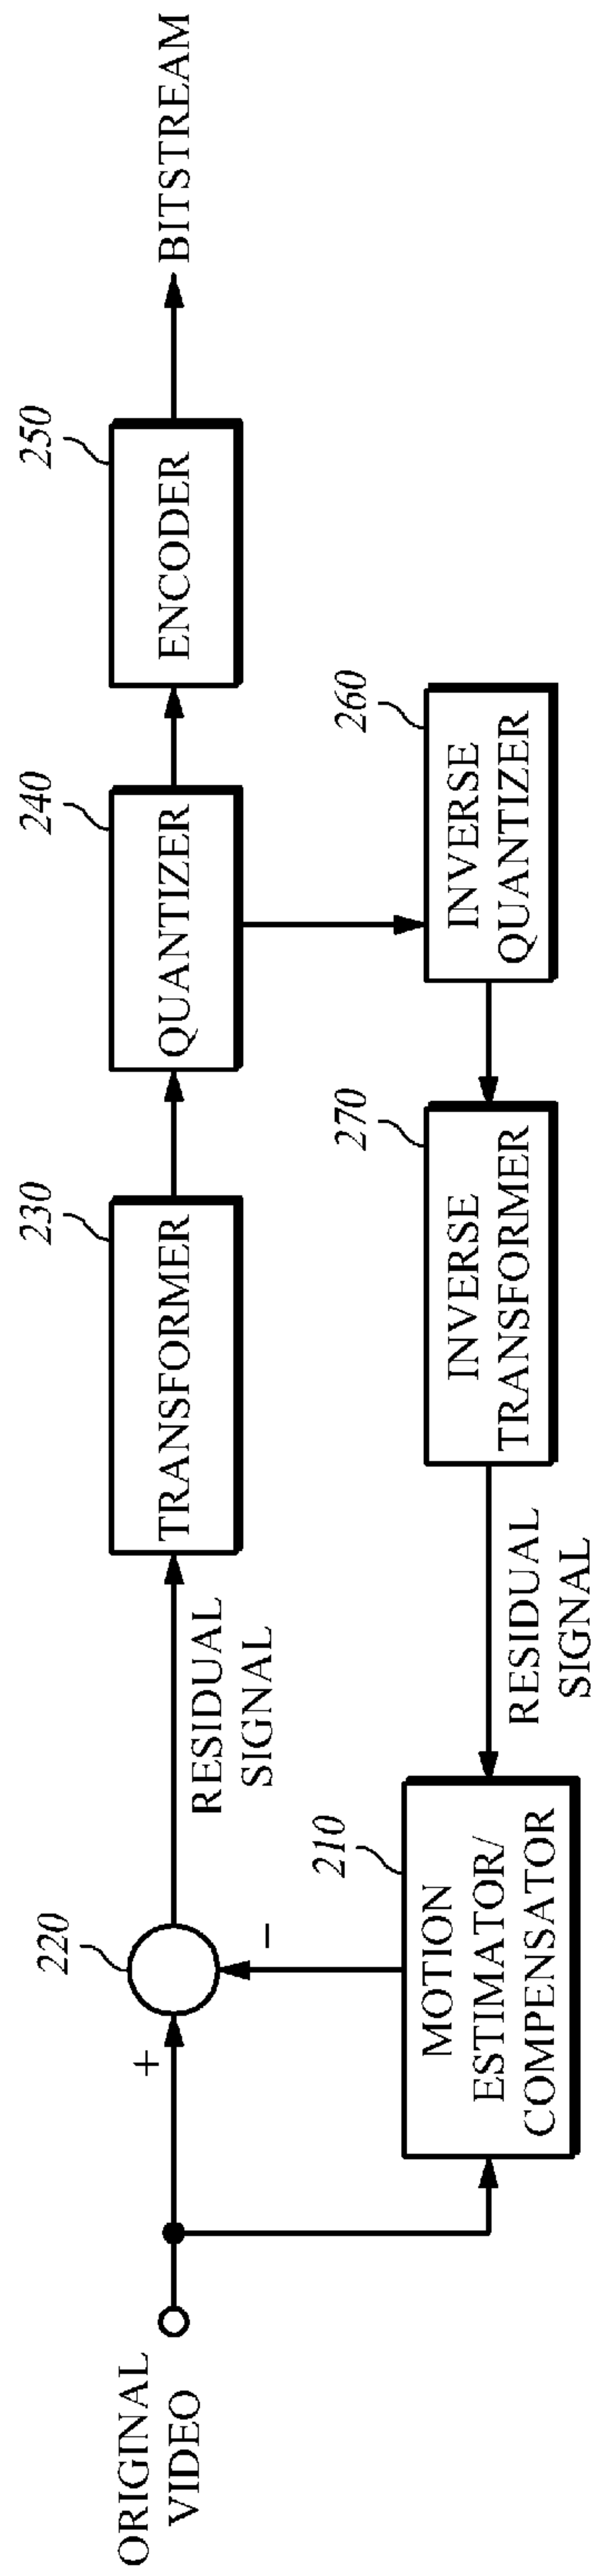 ORIGINAL
VIDEO
+
220
−
RESIDUAL
SIGNAL
230
TRANSFORMER
240
QUANTIZER
250
ENCODER
BITSTREAM
210
MOTION
ESTIMATOR/
COMPENSATOR
RESIDUAL
SIGNAL
270
INVERSE
TRANSFORMER
260
INVERSE
QUANTIZER